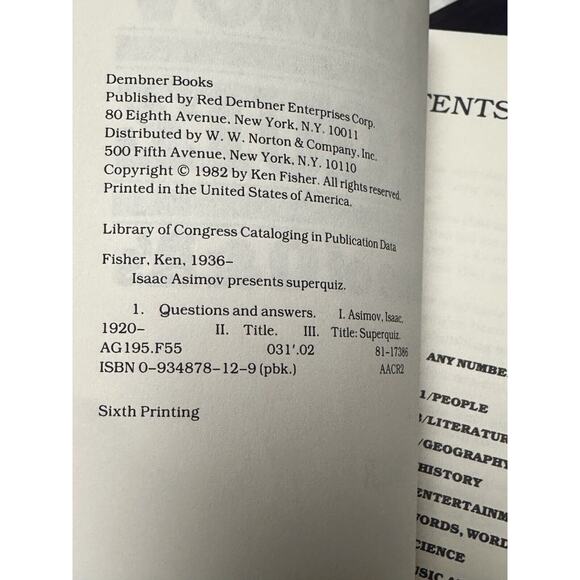 Dembner Books
Published by Red Dembner Enterprises Corp.
80 Eighth Avenue, New York, N.Y. 10011
Distributed by W. W. Norton & Company, Inc.
500 Fifth Avenue, New York, N.Y. 10110
Copyright © 1982 by Ken Fisher. All rights reserved.
Printed in the United States of America.
Library of Congress Cataloging in Publication Data
Fisher, Ken, 1936–
Isaac Asimov presents superquiz.
1. Questions and answers. I. Asimov, Isaac,
1920– II. Title. III. Title: Superquiz.
AG195.F55 031'.02 81-17386
ISBN 0-934878-12-9 (pbk.) AACR2
Sixth Printing
TENTS
ANY NUMBE
1/PEOPLE
/LITERATUR
/GEOGRAPHY
HISTORY
ENTERTAINM
ORDS, WORD
CIENCE